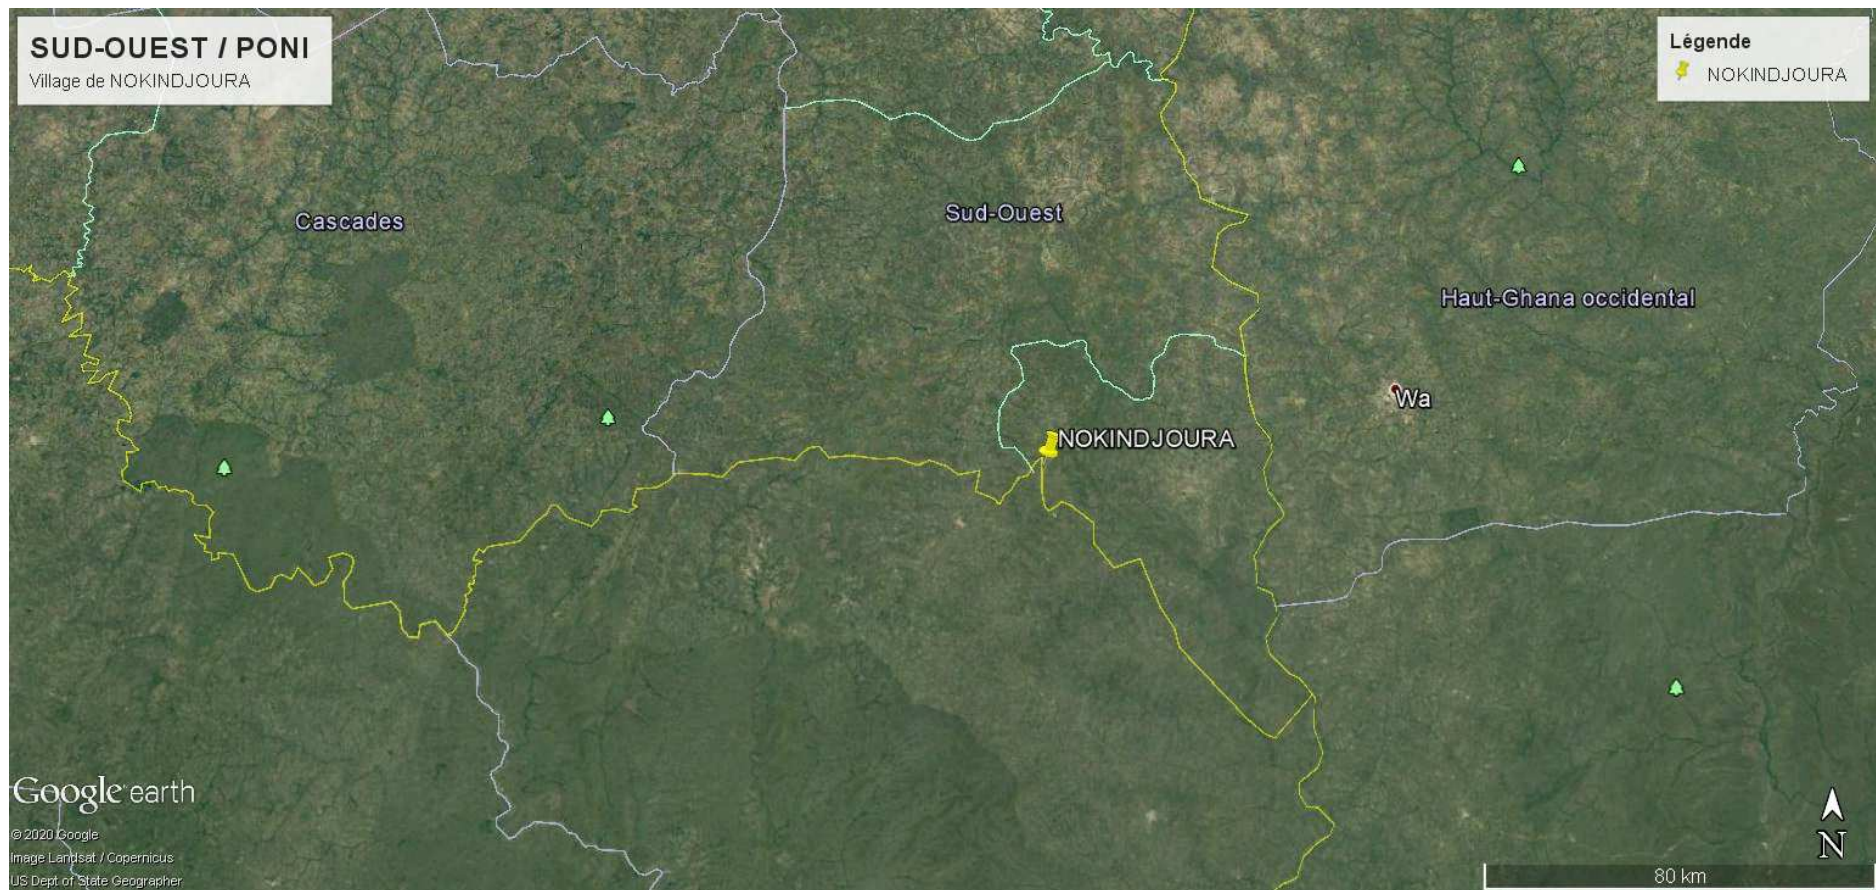 SUD-OUEST / PONI
Village de NOKINDJOURA
Légende
NOKINDJOURA
Cascades
Sud-Ouest
Haut-Ghana occidental
Wa
NOKINDJOURA
Google earth
© 2020 Google
Image Landsat / Copernicus
US Dept of State Geographer
N
80 km